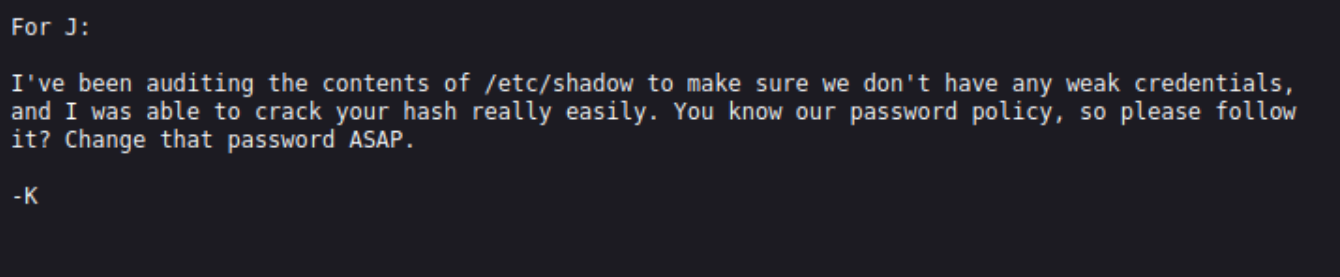 For J:
I've been auditing the contents of /etc/shadow to make sure we don't have any weak credentials,
and I was able to crack your hash really easily. You know our password policy, so please follow
it? Change that password ASAP.
-K